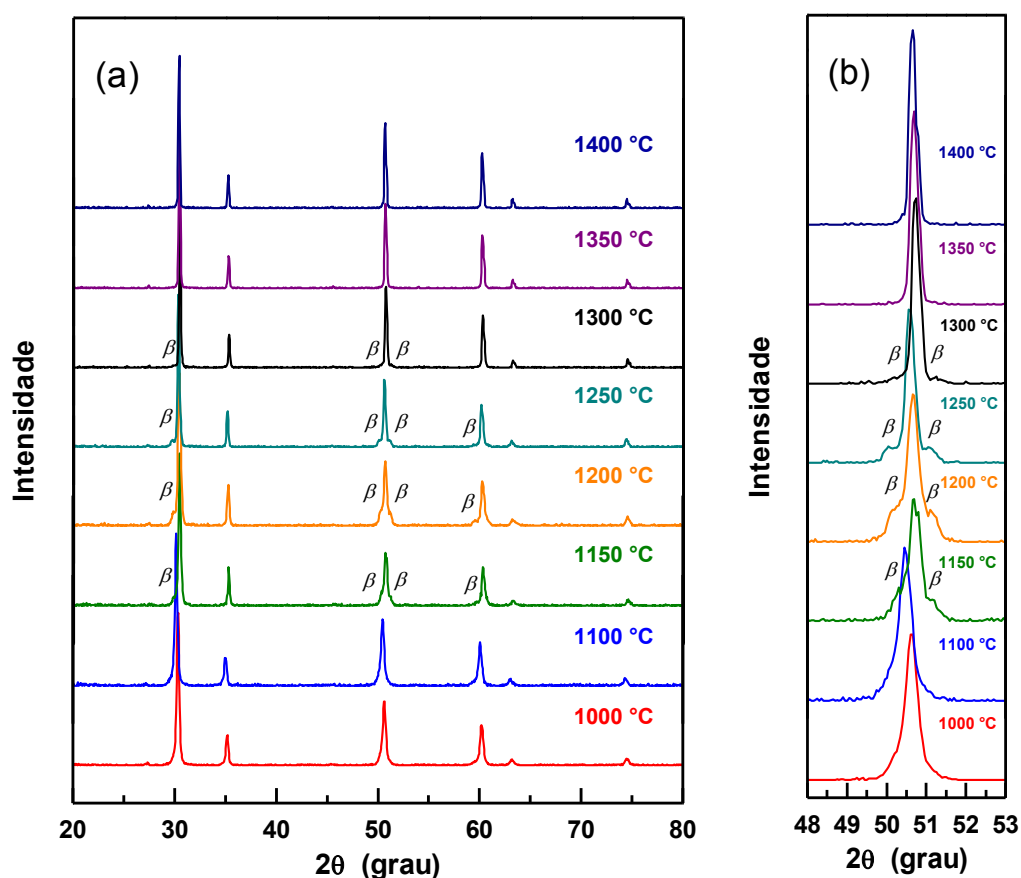 (a)
1400 °C
1350 °C
1300 °C
β β β
1250 °C
β β β β
1200 °C
β β β β
1150 °C
β β β β
1100 °C
1000 °C
Intensidade
20 30 40 50 60 70 80
2θ (grau)
(b)
1400 °C
1350 °C
1300 °C
β β
1250 °C
β β
1200 °C
β β
1150 °C
β β
1100 °C
1000 °C
Intensidade
48 49 50 51 52 53
2θ (grau)